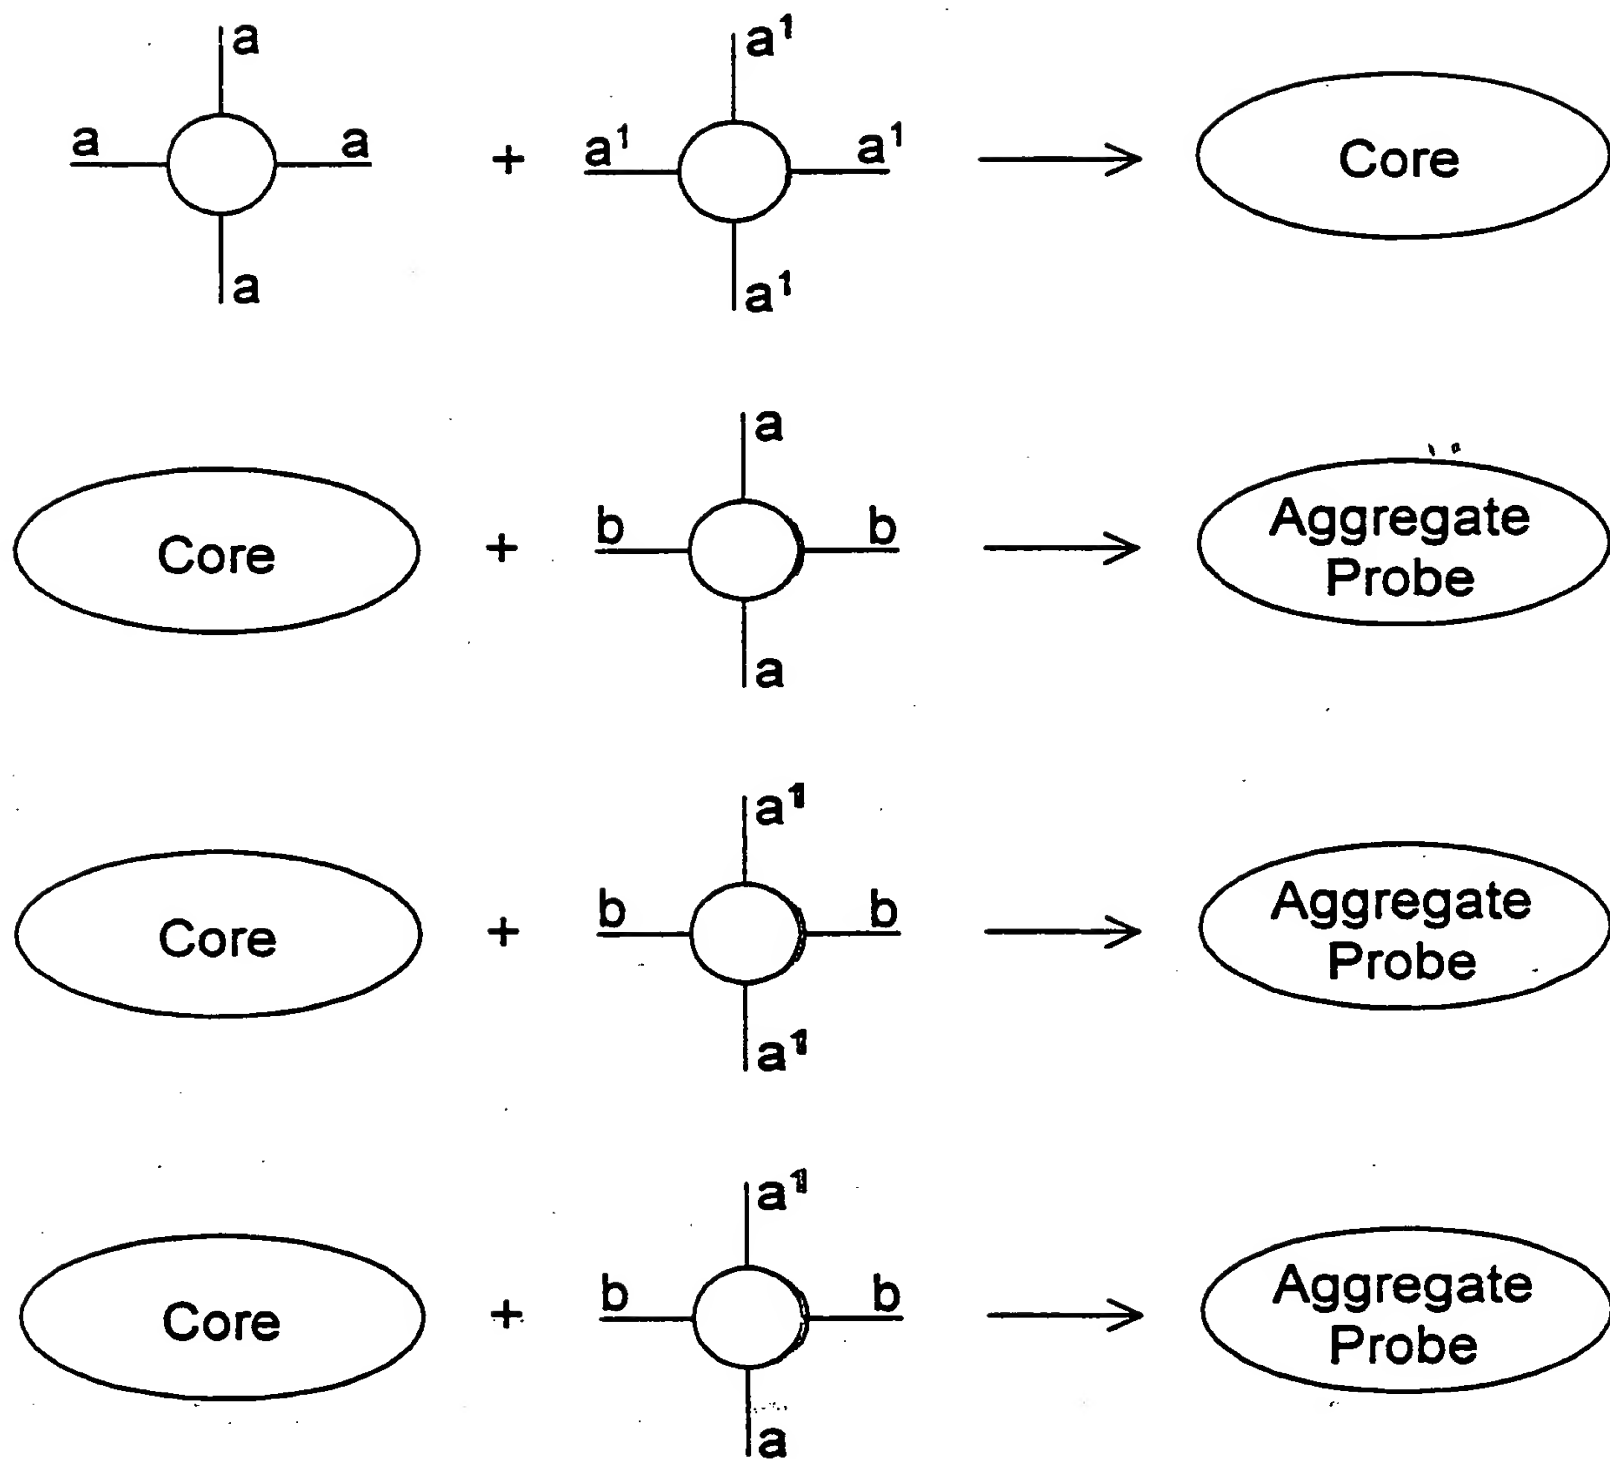 a
a a
a
+
a¹
a¹ a¹
a¹
Core
Core
+
a
b b
a
Aggregate
Probe
Core
+
a¹
b b
a¹
Aggregate
Probe
Core
+
a¹
b b
a
Aggregate
Probe